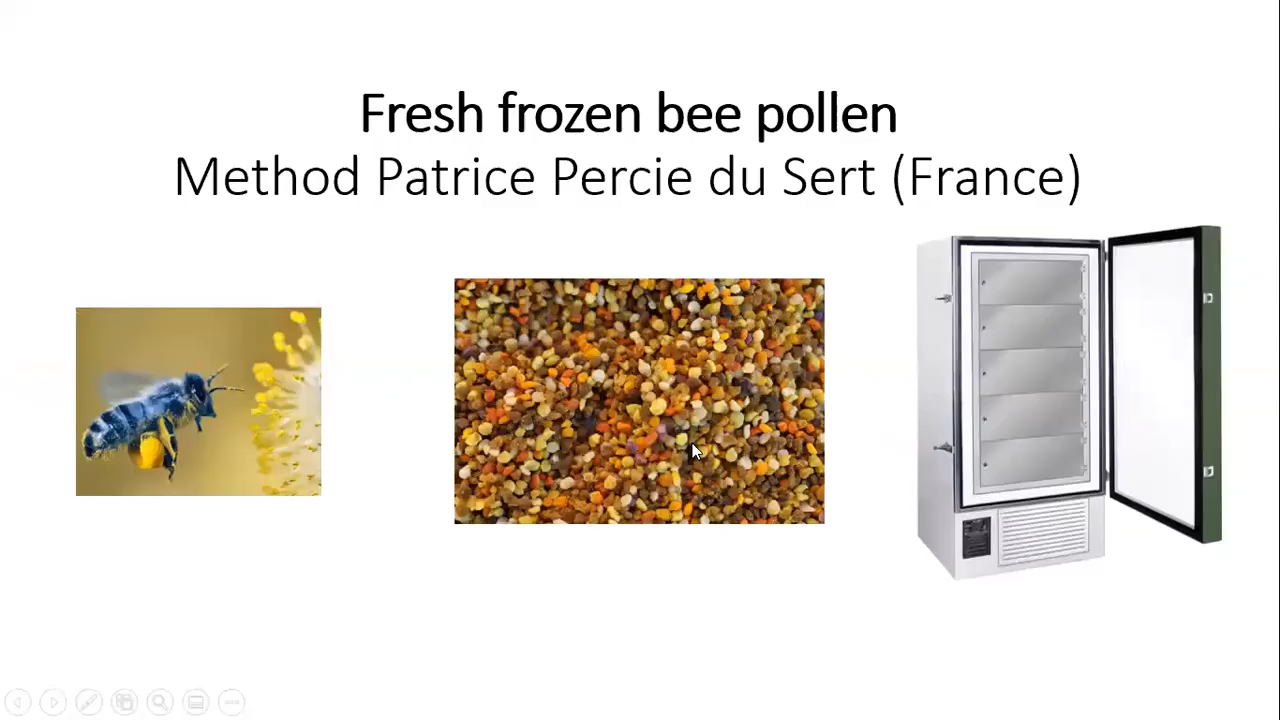 Fresh frozen bee pollen
Method Patrice Percie du Sert (France)